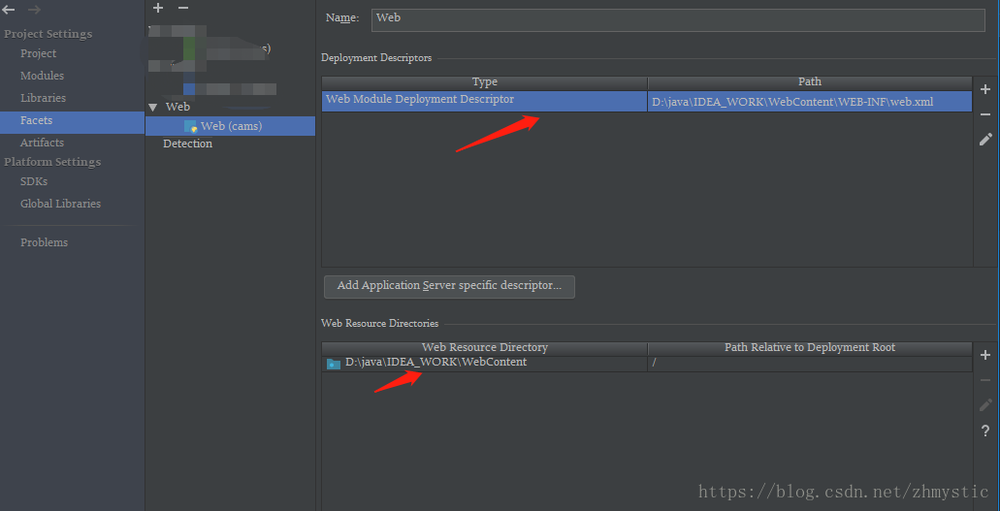 Project Settings
Project
Modules
Libraries
Facets
Artifacts
Platform Settings
SDKs
Global Libraries
Problems
s)
Web
Web (cams)
Detection
Name: Web
Deployment Descriptors
Type Path
Web Module Deployment Descriptor D:\java\IDEA_WORK\WebContent\WEB-INF\web.xml
Add Application Server specific descriptor...
Web Resource Directories
Web Resource Directory Path Relative to Deployment Root
D:\java\IDEA_WORK\WebContent /
https://blog.csdn.net/zhmystic